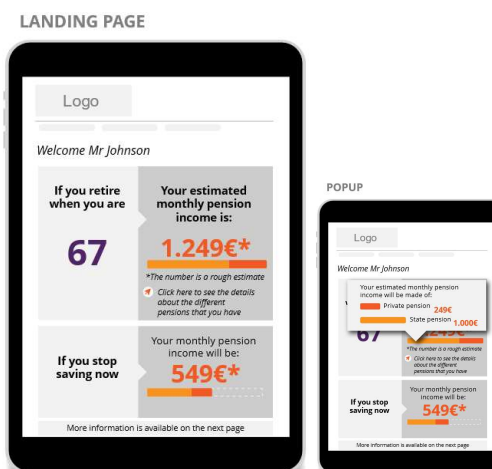 LANDING PAGE
Logo
Welcome Mr Johnson
If you retire
when you are
67
Your estimated
monthly pension
income is:
1.249€*
*The number is a rough estimate
Click here to see the details
about the different
pensions that you have
If you stop
saving now
Your monthly pension
income will be:
549€*
More information is available on the next page
POPUP
Logo
Welcome Mr Johnson
Your estimated monthly pension
income will be made of:
Private pension
249€
State pension
1.000€
67
*The number is a rough estimate
Click here to see the details
about the different
pensions that you have
If you stop
saving now
Your monthly pension
income will be:
549€*
More information is available on the next page